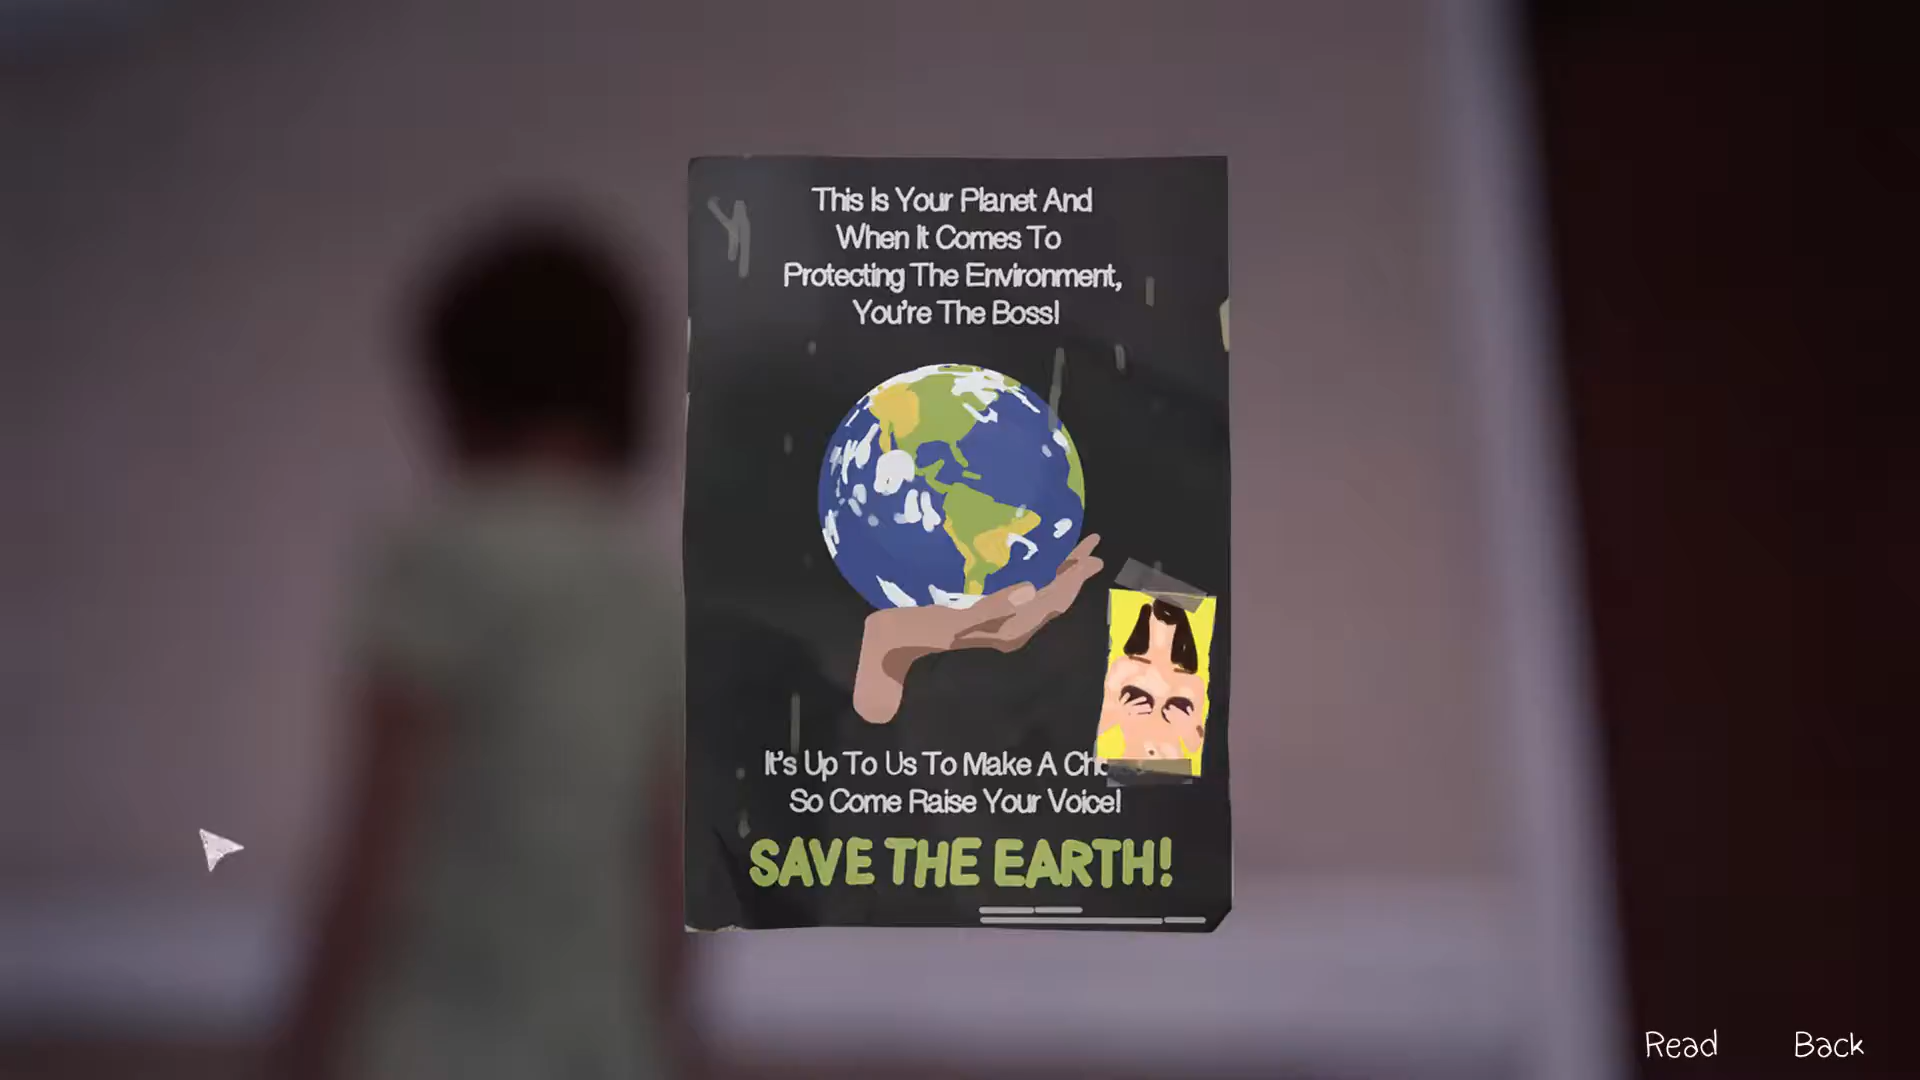 This Is Your Planet And
When It Comes To
Protecting The Environment,
You're The Boss!
It's Up To Us To Make A
So Come Raise Your Voice!
SAVE THE EARTH!
Read
Back